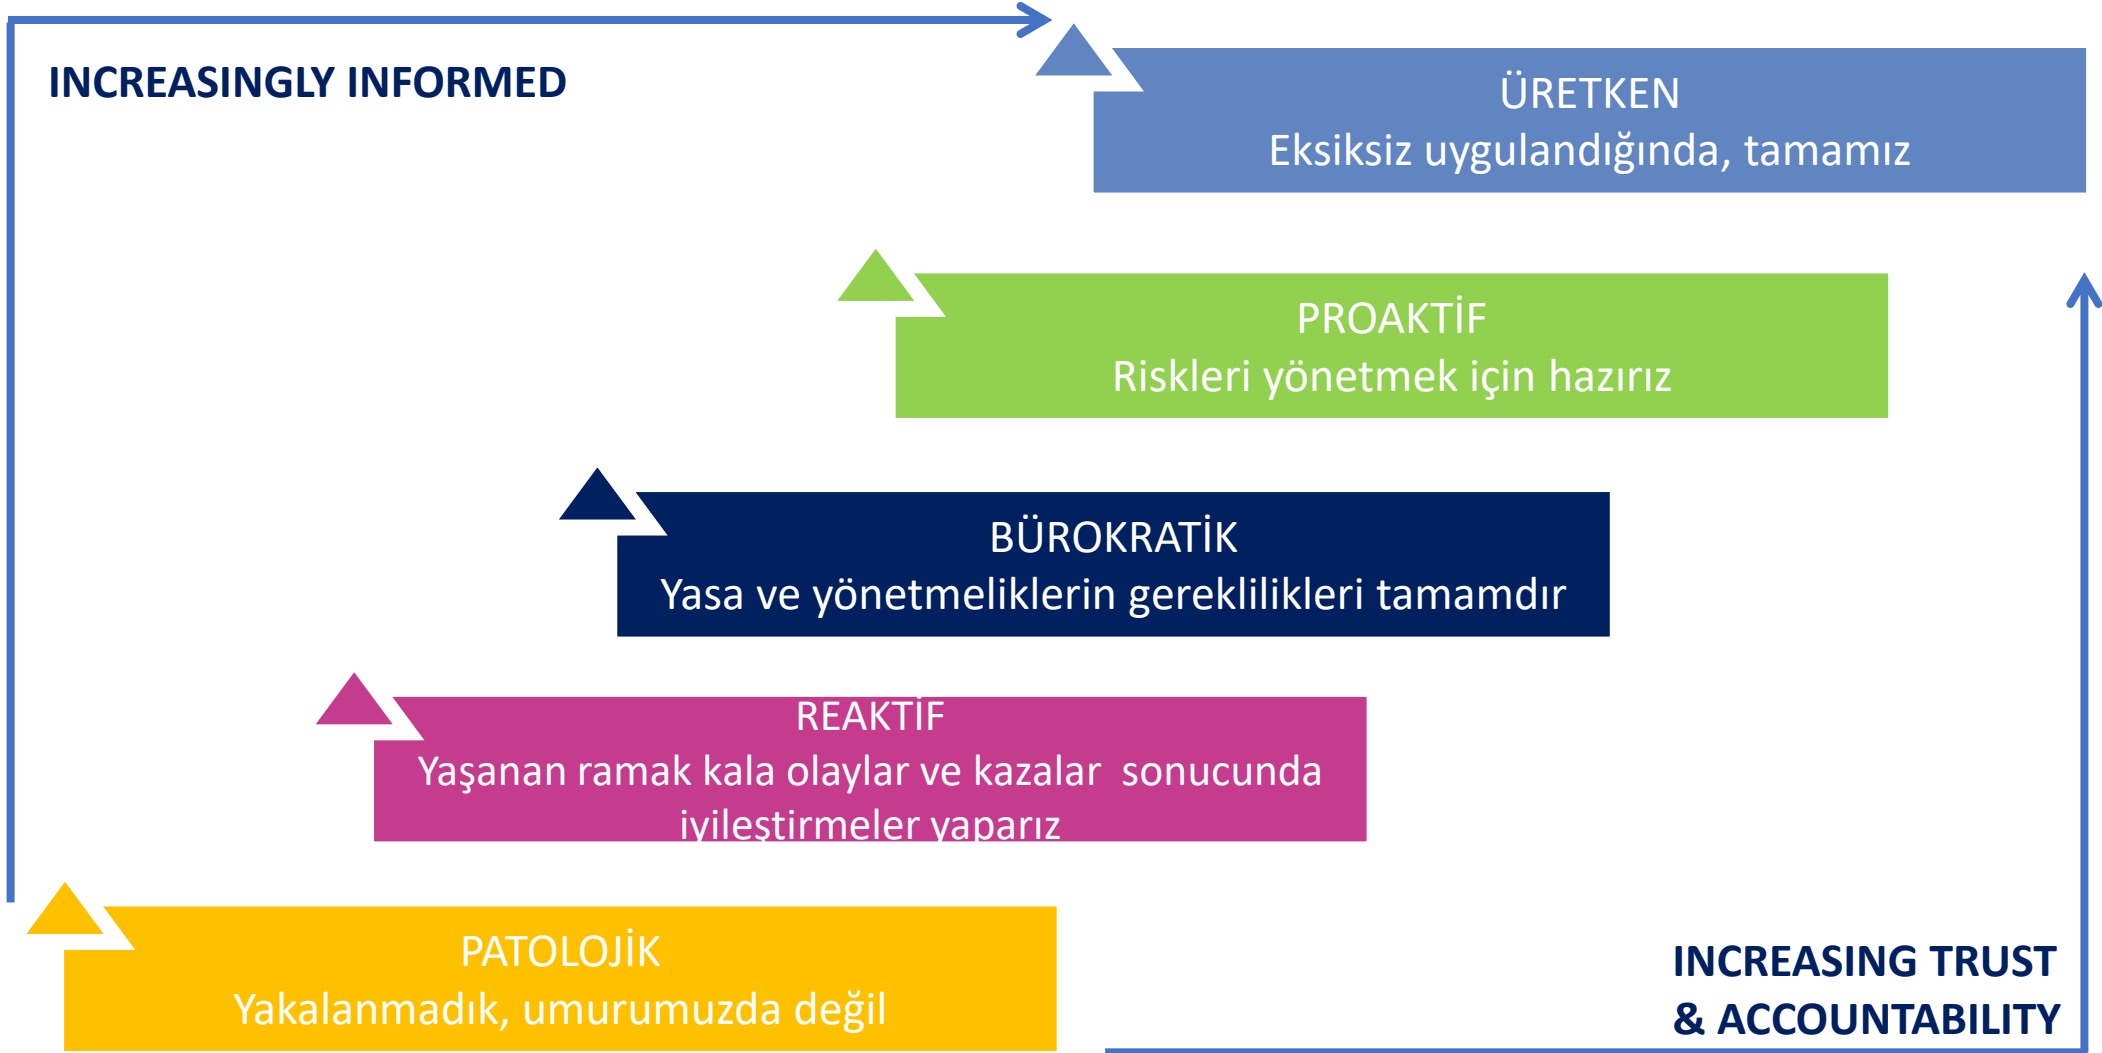 INCREASINGLY INFORMED
ÜRETKEN
Eksiksiz uygulandığında, tamamız
PROAKTİF
Riskleri yönetmek için hazırız
BÜROKRATİK
Yasa ve yönetmeliklerin gereklilikleri tamamdır
REAKTİF
Yaşanan ramak kala olaylar ve kazalar  sonucunda
iyileştirmeler yaparız
PATOLOJİK
Yakalanmadık, umurumuzda değil
INCREASING TRUST
& ACCOUNTABILITY